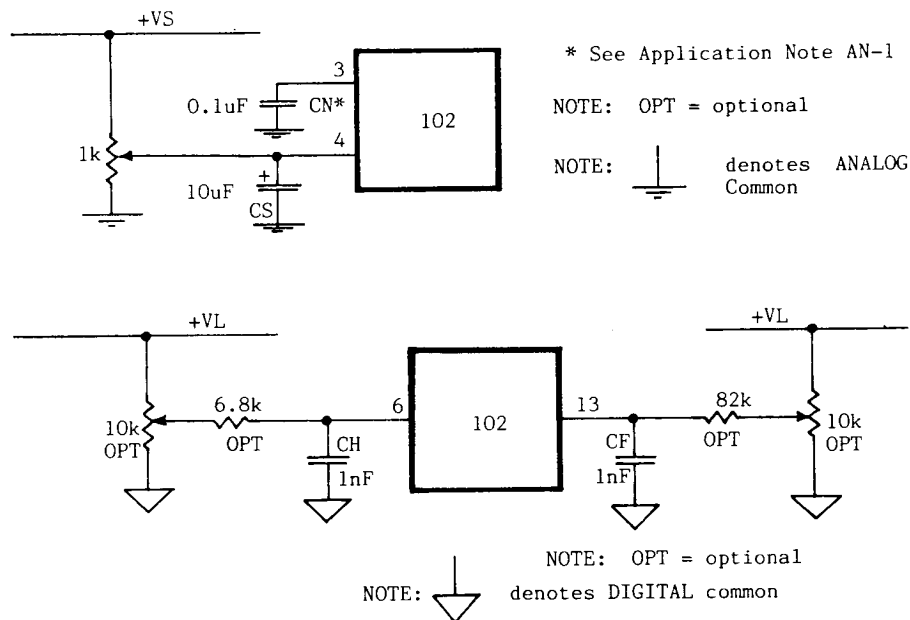 +VS
* See Application Note AN-1
3
0.1uF
CN*
102
NOTE: OPT = optional
1k
4
NOTE: denotes ANALOG
Common
+
10uF
CS
+VL
+VL
6.8k
6
13
82k
10k
OPT
OPT
CH
1nF
102
CF
1nF
OPT
10k
OPT
NOTE: OPT = optional
NOTE: denotes DIGITAL common